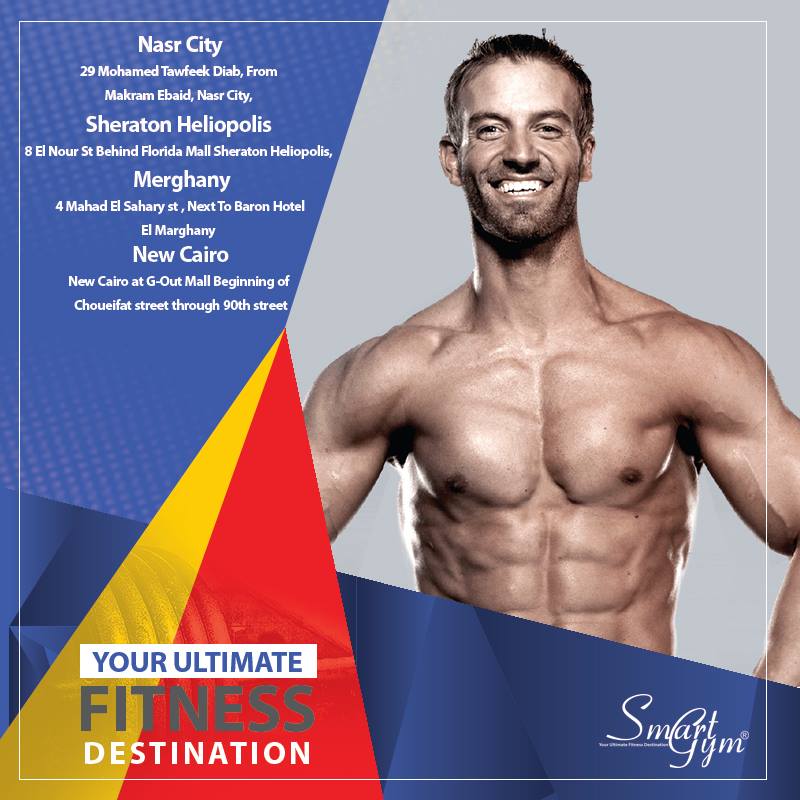 Nasr City
29 Mohamed Tawfeek Diab, From
Makram Ebaid, Nasr City,
Sheraton Heliopolis
8 El Nour St Behind Florida Mall Sheraton Heliopolis,
Merghany
4 Mahad El Sahary st , Next To Baron Hotel
El Marghany
New Cairo
New Cairo at G-Out Mall Beginning of
Choueifat street through 90th street
YOUR ULTIMATE
FITNESS
DESTINATION
Smart
Your Ultimate Fitness Destination
Gym®